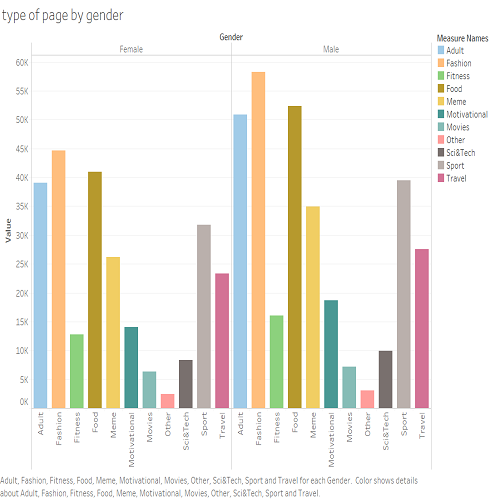 type of page by gender
Gender
Female Male
Measure Names
Adult
Fashion
Fitness
Food
Meme
Motivational
Movies
Other
Sci&Tech
Sport
Travel
Value
60K
55K
50K
45K
40K
35K
30K
25K
20K
15K
10K
5K
0K
Adult Fashion Fitness Food Meme Motivational Movies Other Sci&Tech Sport Travel Adult Fashion Fitness Food Meme Motivational Movies Other Sci&Tech Sport Travel
Adult, Fashion, Fitness, Food, Meme, Motivational, Movies, Other, Sci&Tech, Sport and Travel for each Gender. Color shows details
about Adult, Fashion, Fitness, Food, Meme, Motivational, Movies, Other, Sci&Tech, Sport and Travel.